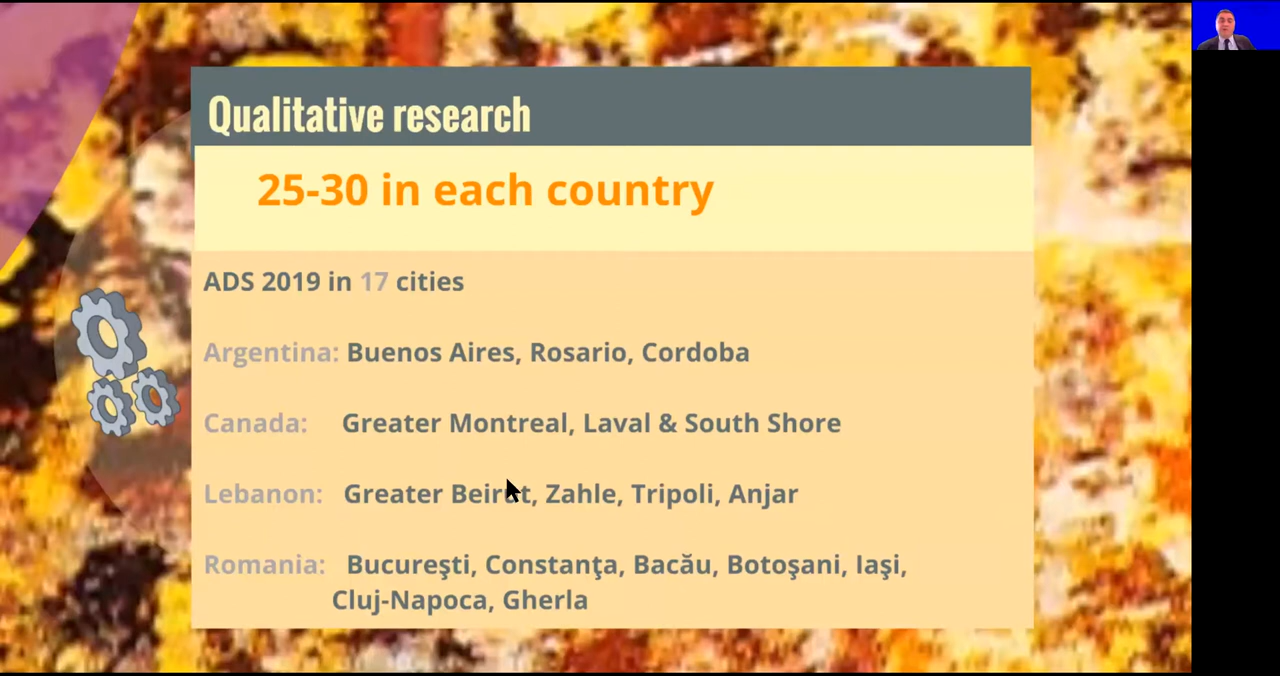 Qualitative research
25-30 in each country
ADS 2019 in 17 cities
Argentina: Buenos Aires, Rosario, Cordoba
Canada: Greater Montreal, Laval & South Shore
Lebanon: Greater Beirut, Zahle, Tripoli, Anjar
Romania: Bucureşti, Constanţa, Bacău, Botoşani, Iaşi,
Cluj-Napoca, Gherla